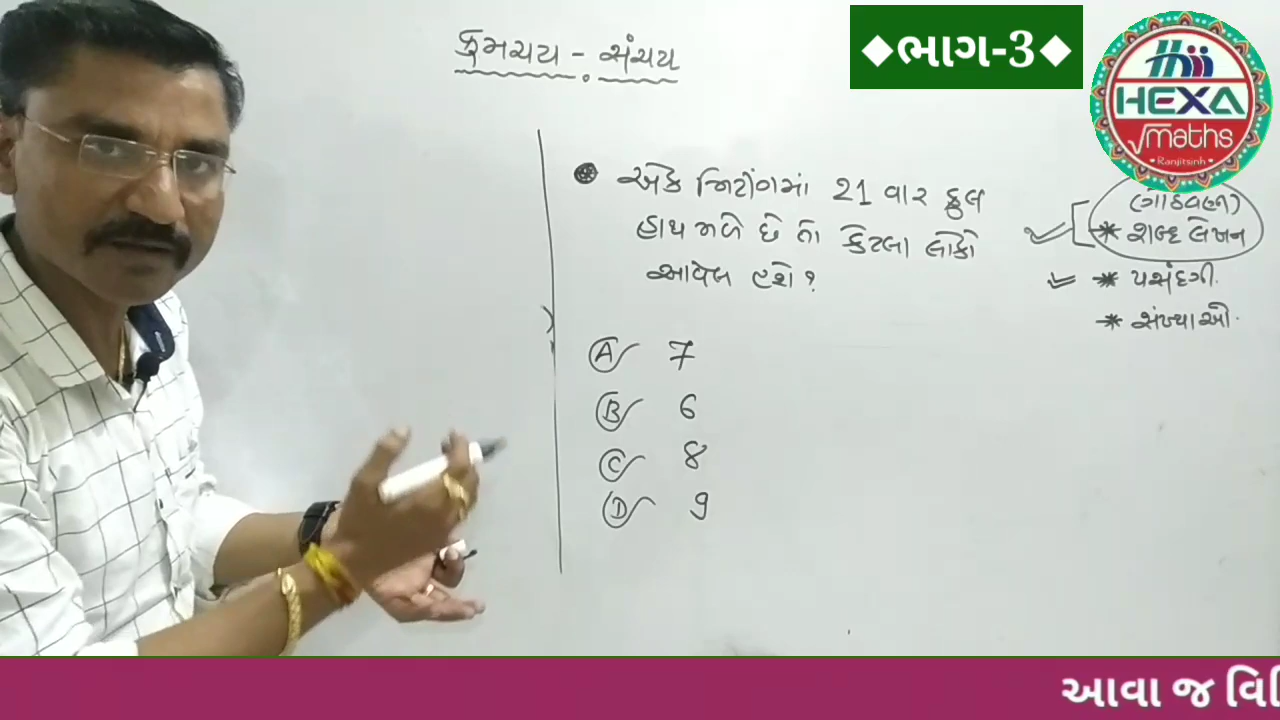 ક્રમચય - સંચય
◆ભાગ-3◆
HEXA
√maths
Ranjitsinh
એક મિટીંગમાં 21 વાર કુલ
હાથ મળે છે તો કેટલા લોકો
આવેલ હશે ?
(A) 7
(B) 6
(C) 8
(D) 9
(ગોઠવણ)
* શબ્દ લેખન
* પસંદગી.
* સંખ્યાઓ.
આવા જ